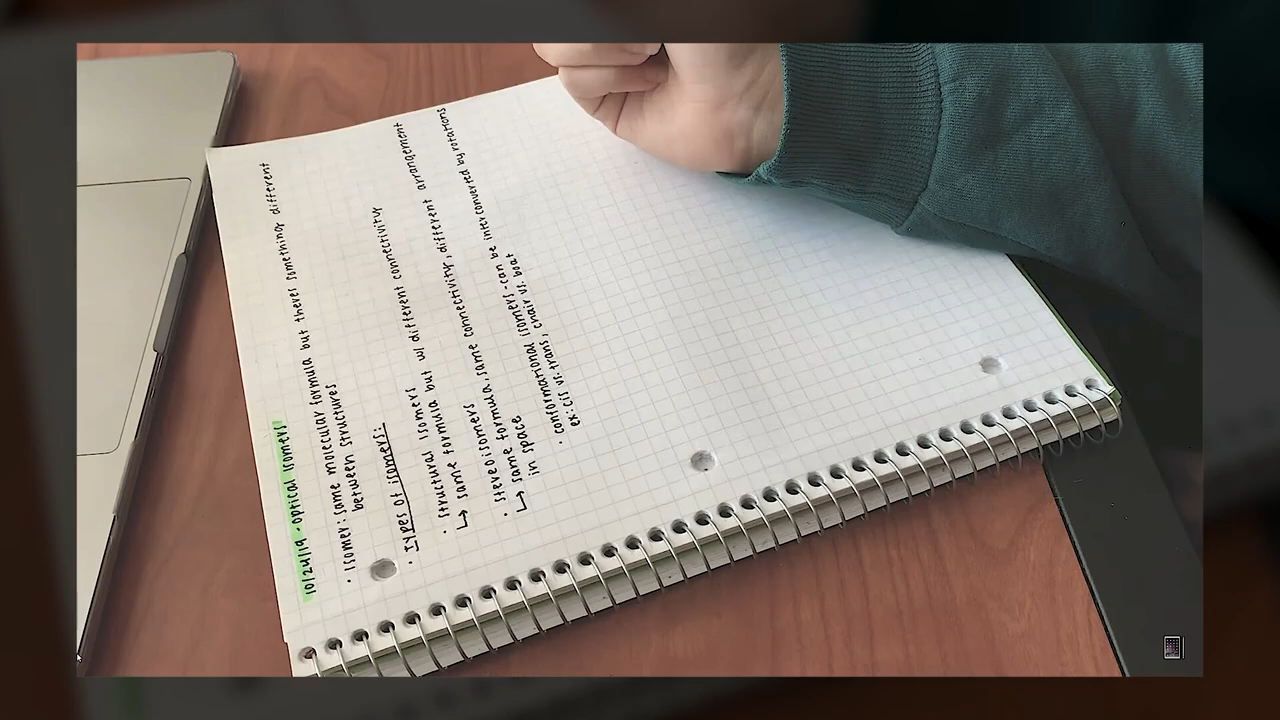 10/24/19 - optical isomers
• isomer: same molecular formula but theres something different
between structures
• Types of isomers:
• structural isomers
↳ same formula but w/ different connectivity
• stereoisomers
↳ same formula, same connectivity, different arrangement
in space
• conformational isomers - can be interconverted by rotations
ex: cis vs. trans, chair vs. boat